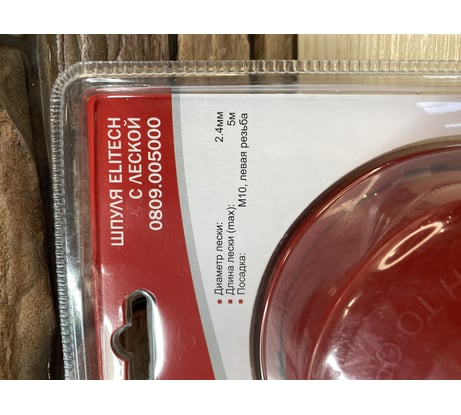 ШПУЛЯ ELITECH
С ЛЕСКОЙ
0809.005000
Диаметр лески: 2.4мм
Длина лески (max): 5м
Посадка: М10, левая резьба